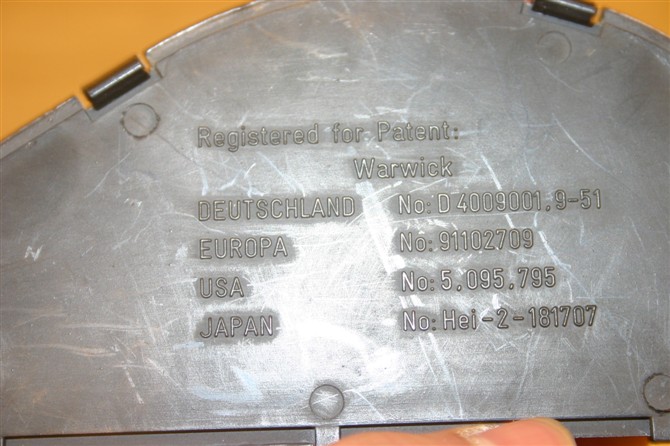 Registered for Patent:
Warwick
DEUTSCHLAND No: D 4009001.9-51
EUROPA No: 91102709
USA No: 5,095,795
JAPAN No: Hei-2-181707